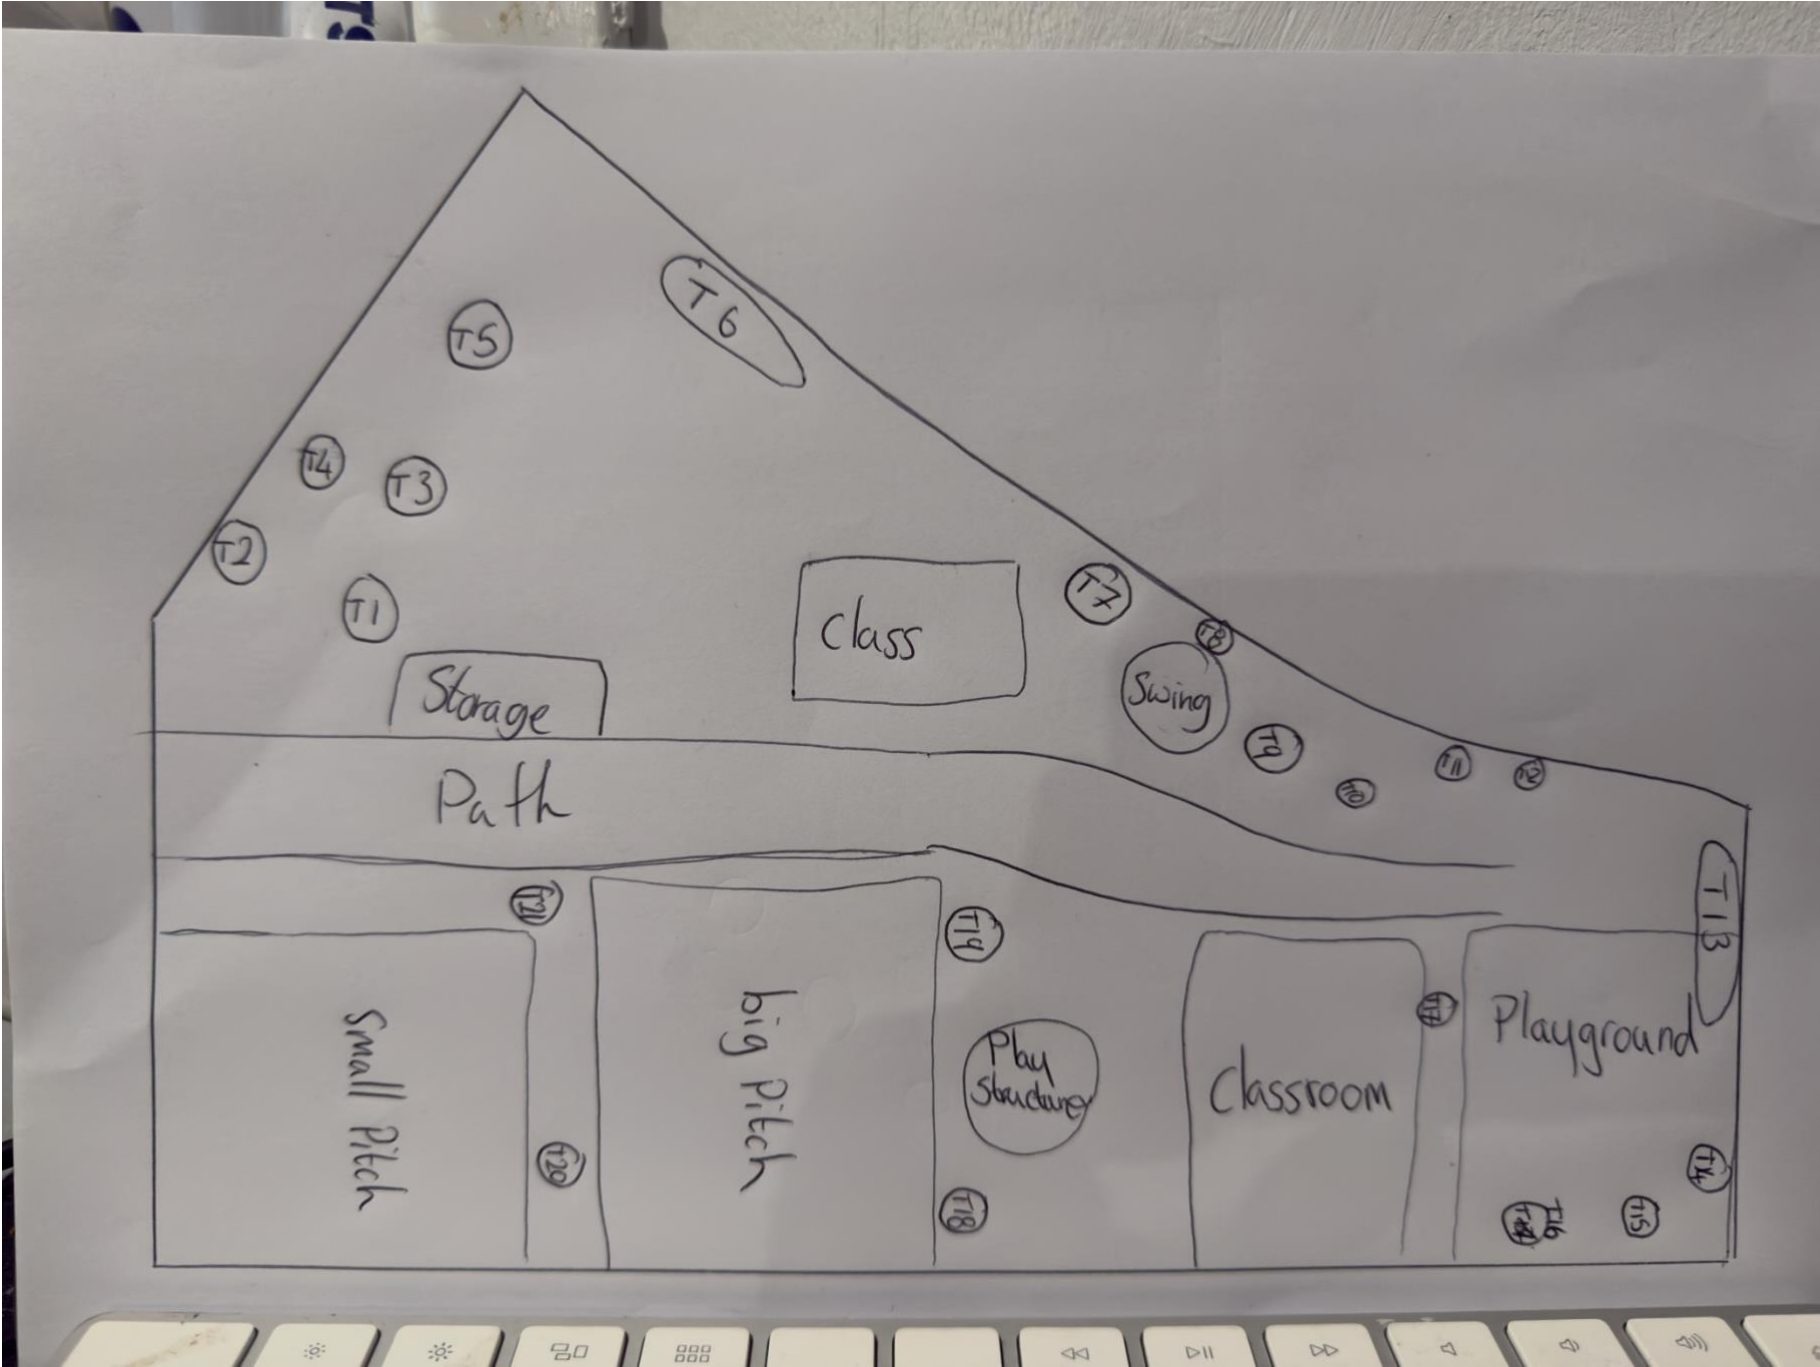 TS
T6
T5
T4
T3
T2
T1
Class
T7
T8
Storage
Swing
T9
T10
T11
T12
Path
T13
T21
T19
T17
Small Pitch
big Pitch
Play
Structure
Classroom
Playground
T20
T18
T14
T16
T15